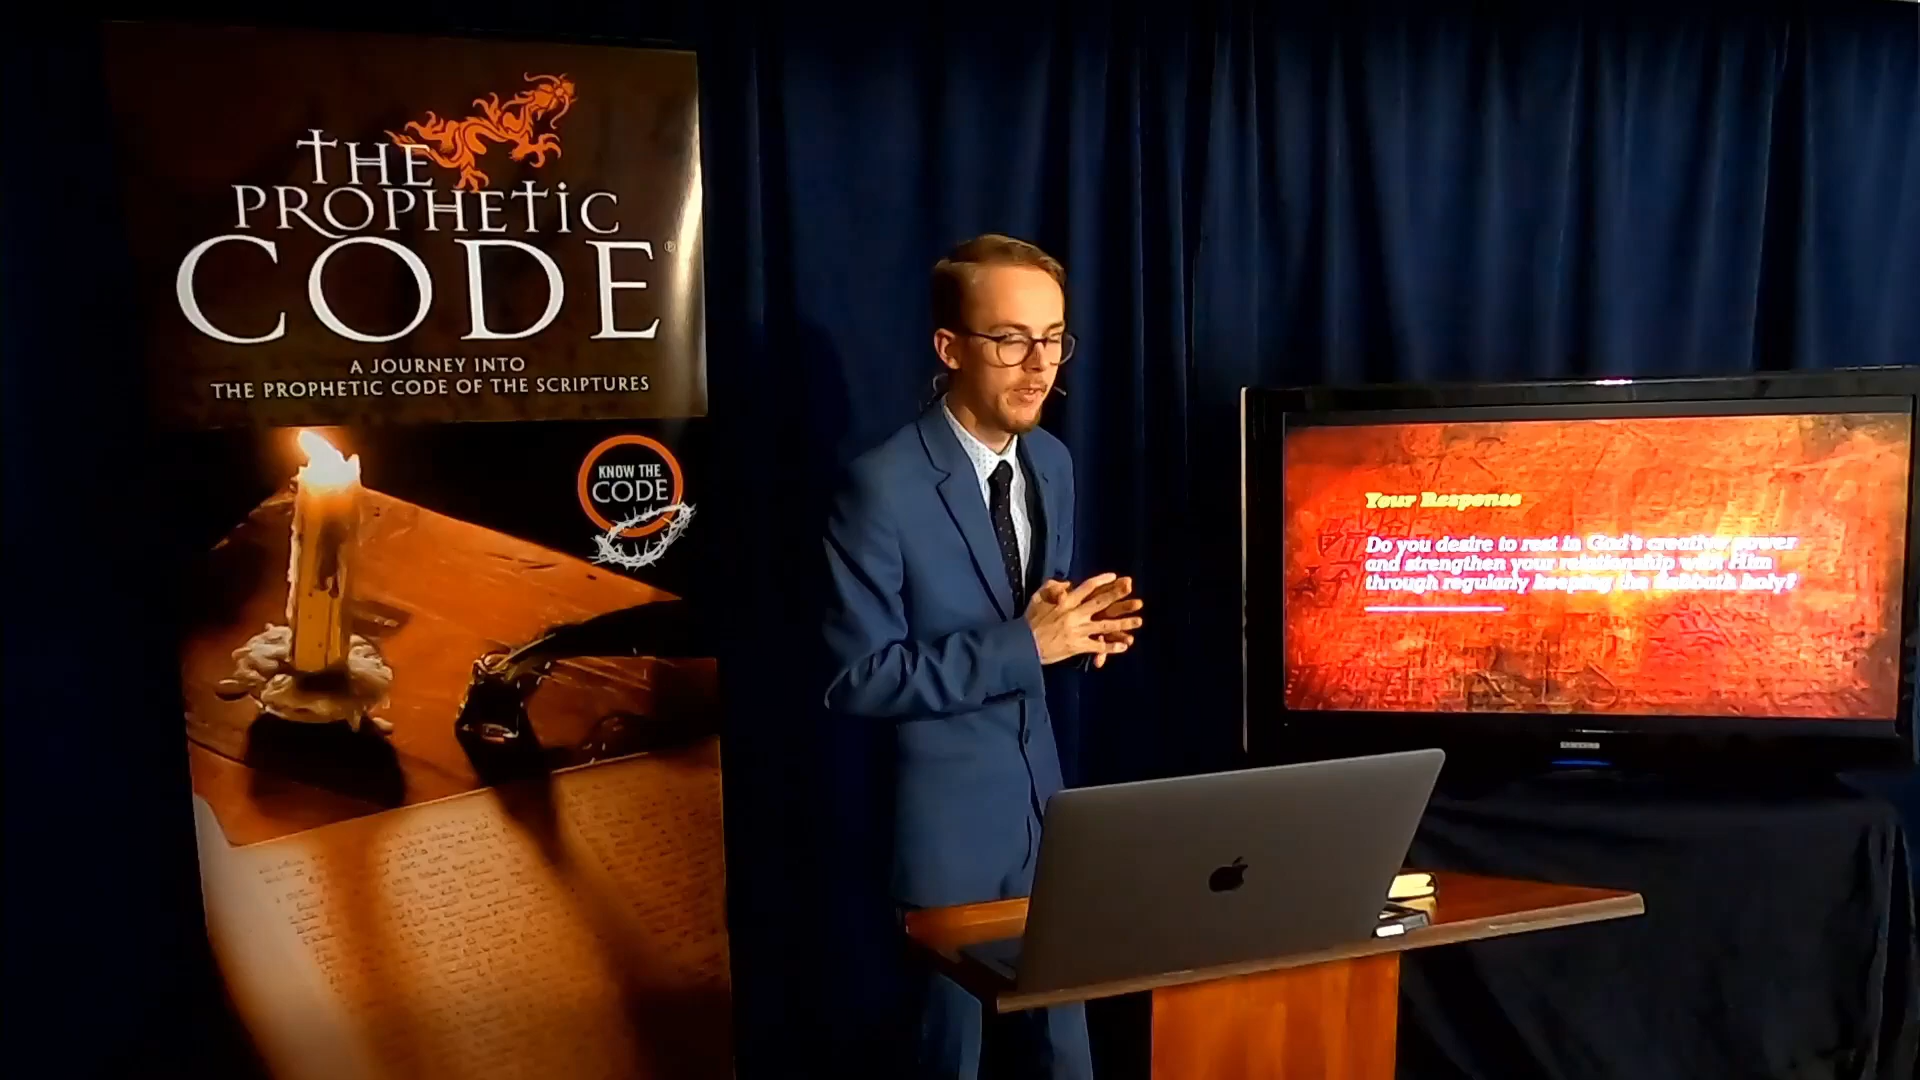 THE
PROPHETIC
CODE®
A JOURNEY INTO
THE PROPHETIC CODE OF THE SCRIPTURES
KNOW THE
CODE
Your Response
Do you desire to rest in God's creative power
and strengthen your relationship with Him
through regularly keeping the Sabbath holy?